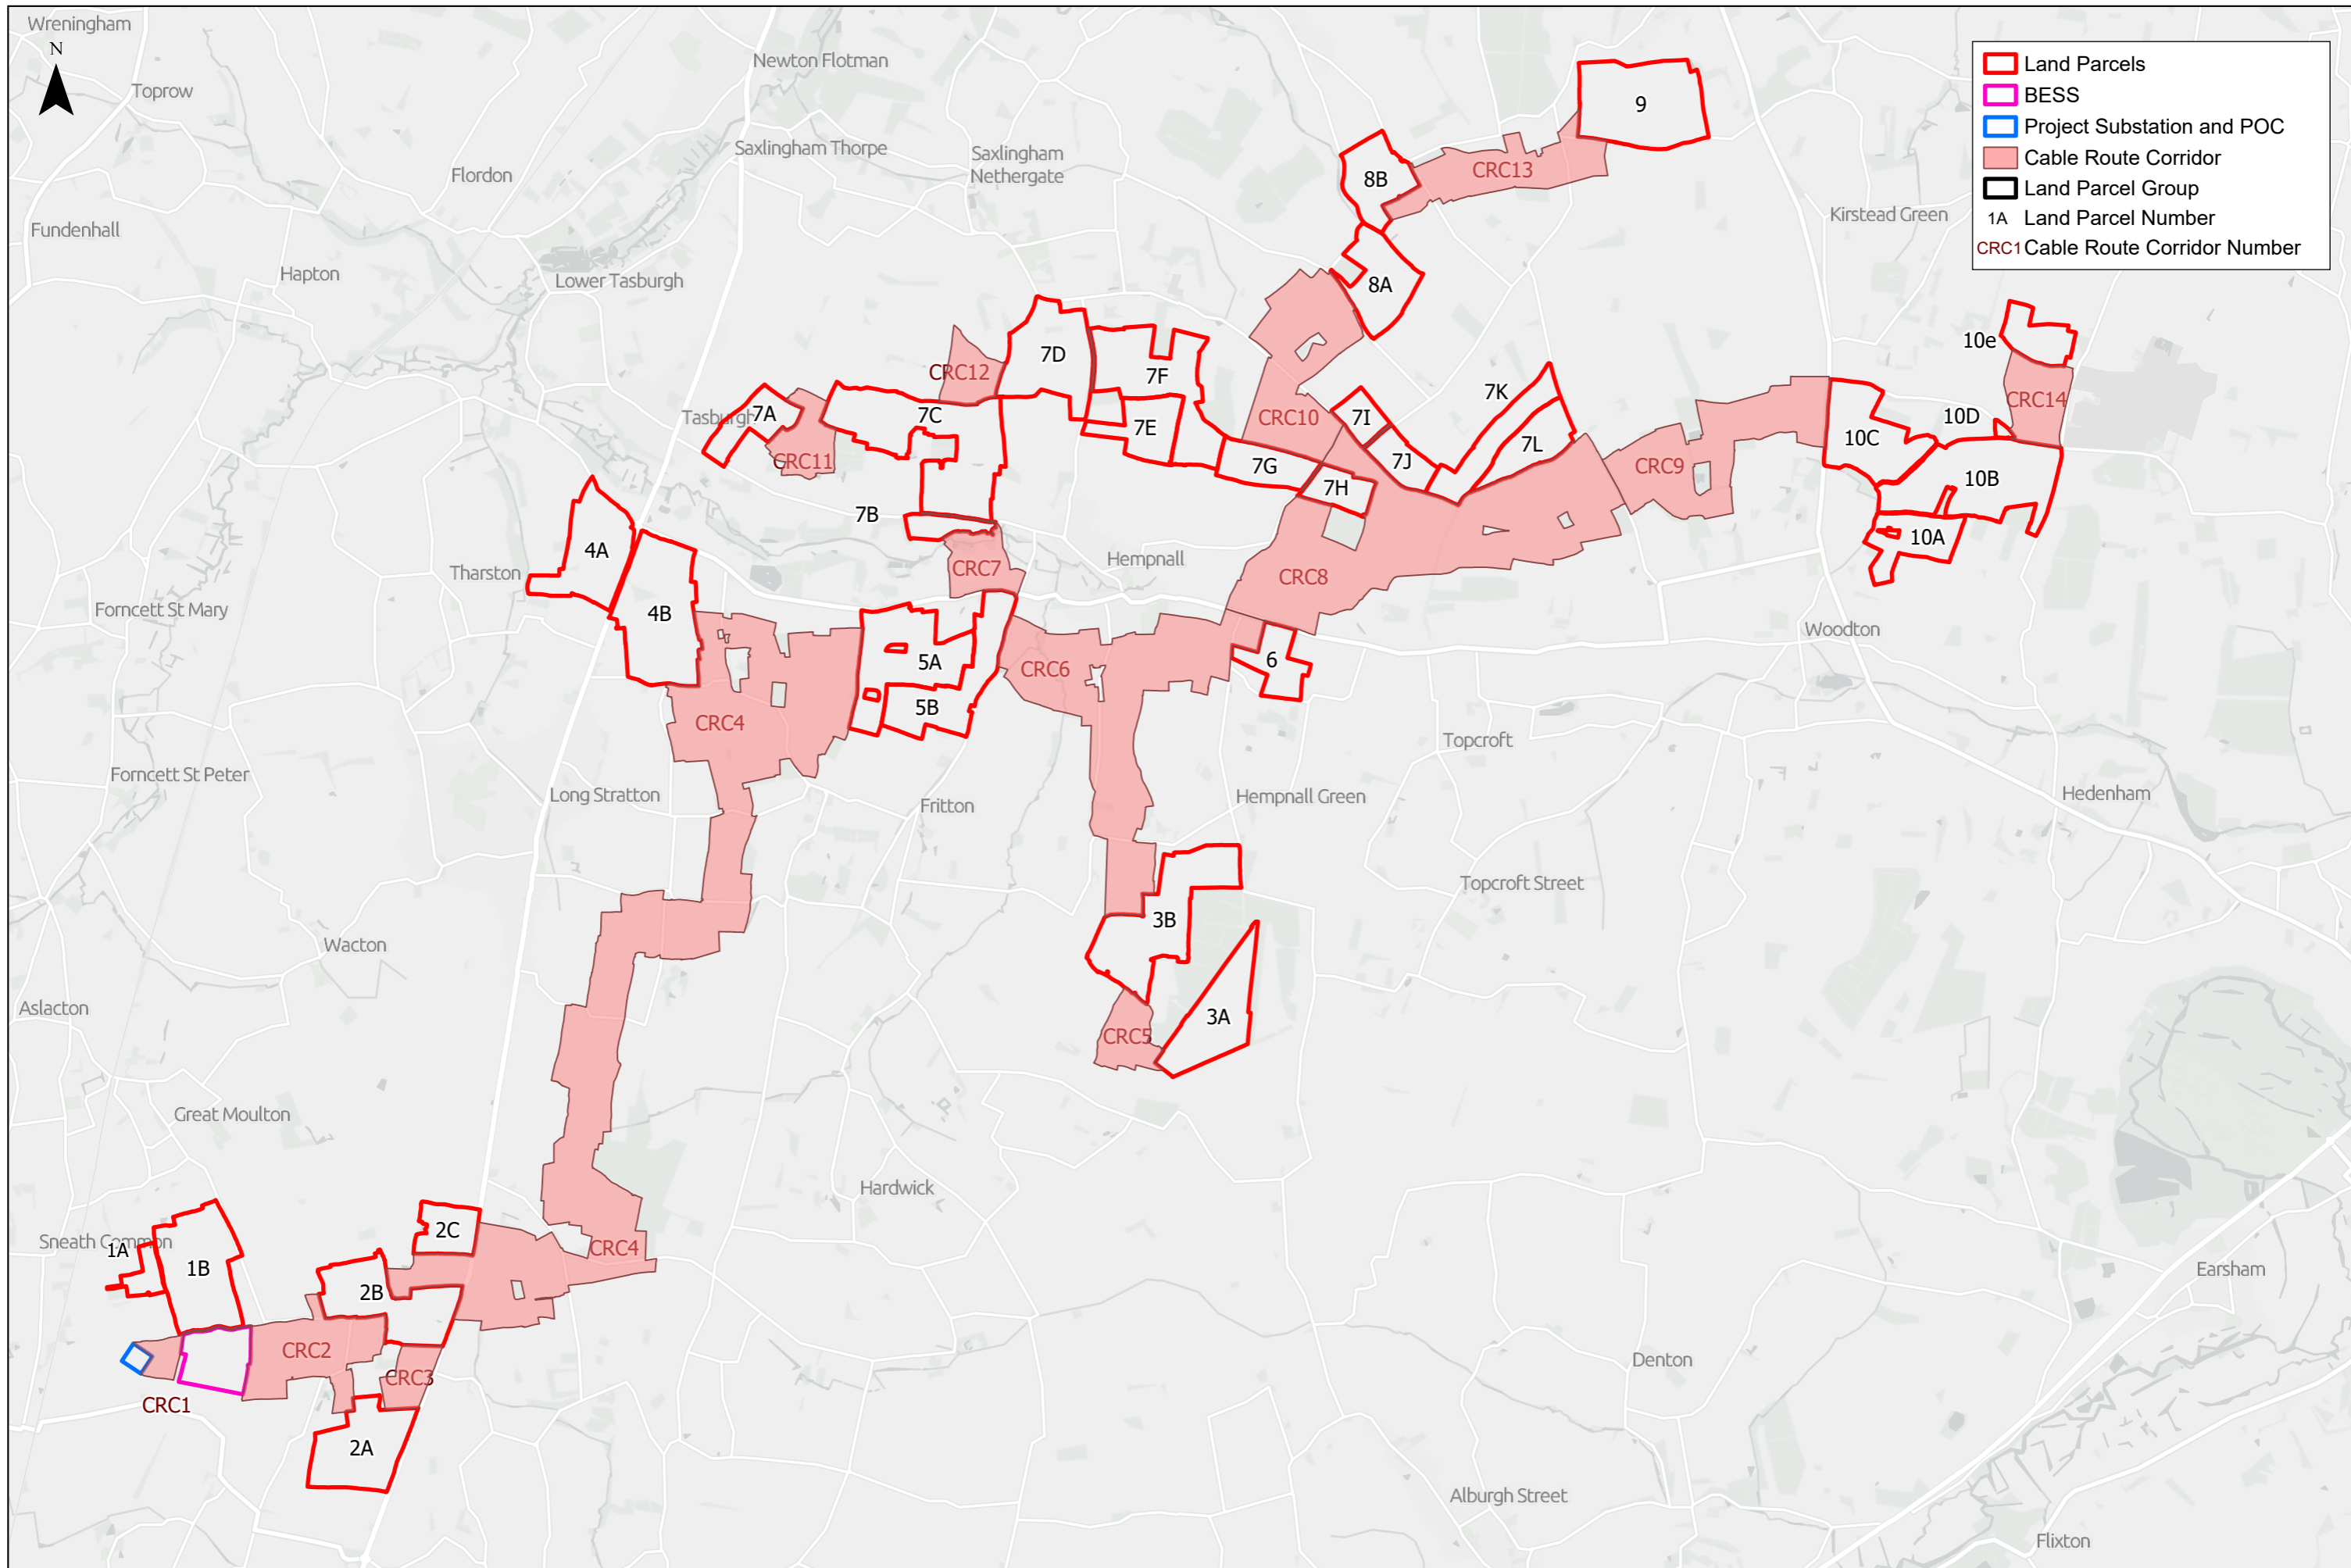 Wreningham
N
Toprow
Newton Flotman
Saxlingham Thorpe
Saxlingham
Nethergate
Flordon
Fundenhall
Hapton
Lower Tasburgh
Kirstead Green
Land Parcels
BESS
Project Substation and POC
Cable Route Corridor
Land Parcel Group
1A Land Parcel Number
CRC1 Cable Route Corridor Number
9
8B
CRC13
8A
10e
7D
CRC12
7F
7K
CRC14
Tasburgh
7A
7C
CRC10
7I
10D
7E
10C
7L
CRC11
7G
7J
CRC9
10B
7H
7B
10A
4A
Hempnall
Tharston
CRC7
CRC8
Forncett St Mary
4B
Woodton
5A
6
CRC6
5B
CRC4
Topcroft
Forncett St Peter
Long Stratton
Fritton
Hempnall Green
Hedenham
Topcroft Street
3B
Wacton
Aslacton
3A
CRC5
Great Moulton
Hardwick
2C
Sneath Common
1A
CRC4
1B
Earsham
2B
CRC2
Denton
CRC3
CRC1
2A
Alburgh Street
Flixton